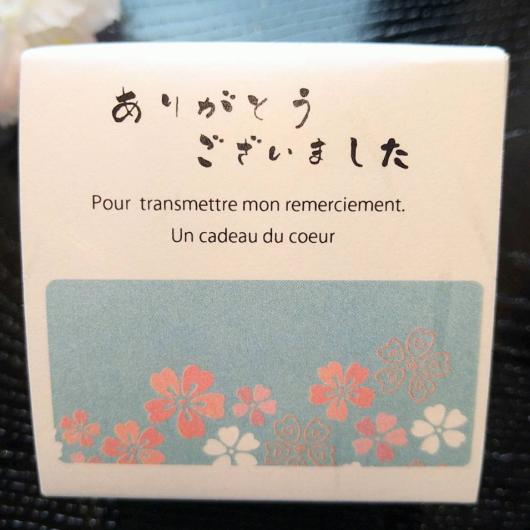 ありがとう
ございました
Pour transmettre mon remerciement.
Un cadeau du coeur